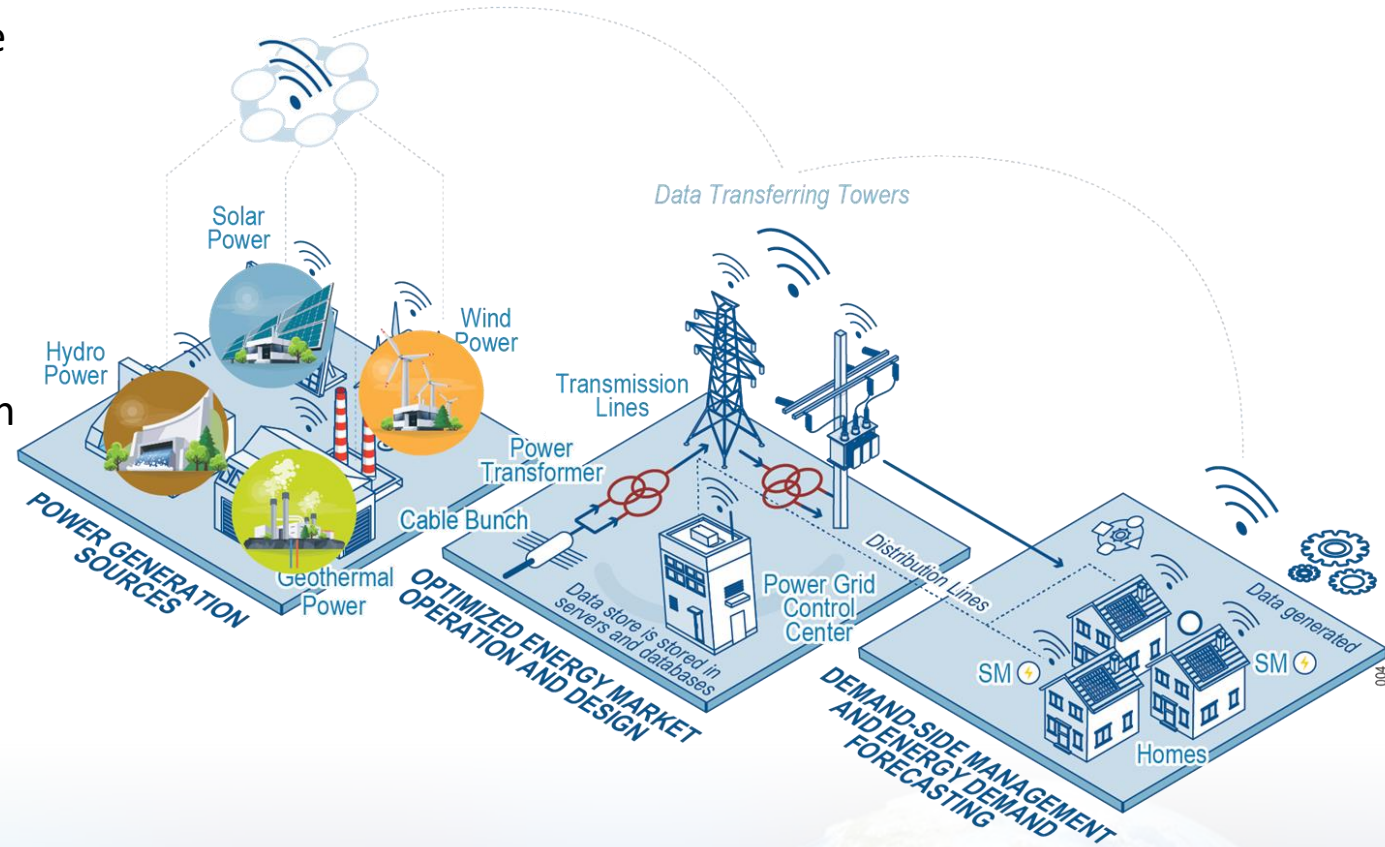 e
n
Data Transferring Towers
Solar
Power
Wind
Power
Hydro
Power
Transmission
Lines
Power
Transformer
Cable Bunch
Geothermal
Power
Power Grid
Control
Center
Distribution Lines
Data store is stored in
servers and databases
Data generated
SM
SM
Homes
POWER GENERATION
SOURCES
OPTIMIZED ENERGY MARKET
OPERATION AND DESIGN
DEMAND-SIDE MANAGEMENT
AND ENERGY DEMAND
FORECASTING
004